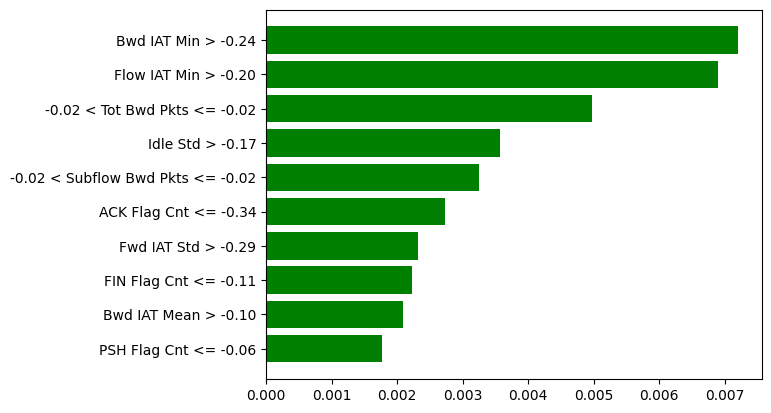 Bwd IAT Min > -0.24
Flow IAT Min > -0.20
-0.02 < Tot Bwd Pkts <= -0.02
Idle Std > -0.17
-0.02 < Subflow Bwd Pkts <= -0.02
ACK Flag Cnt <= -0.34
Fwd IAT Std > -0.29
FIN Flag Cnt <= -0.11
Bwd IAT Mean > -0.10
PSH Flag Cnt <= -0.06
0.000 0.001 0.002 0.003 0.004 0.005 0.006 0.007